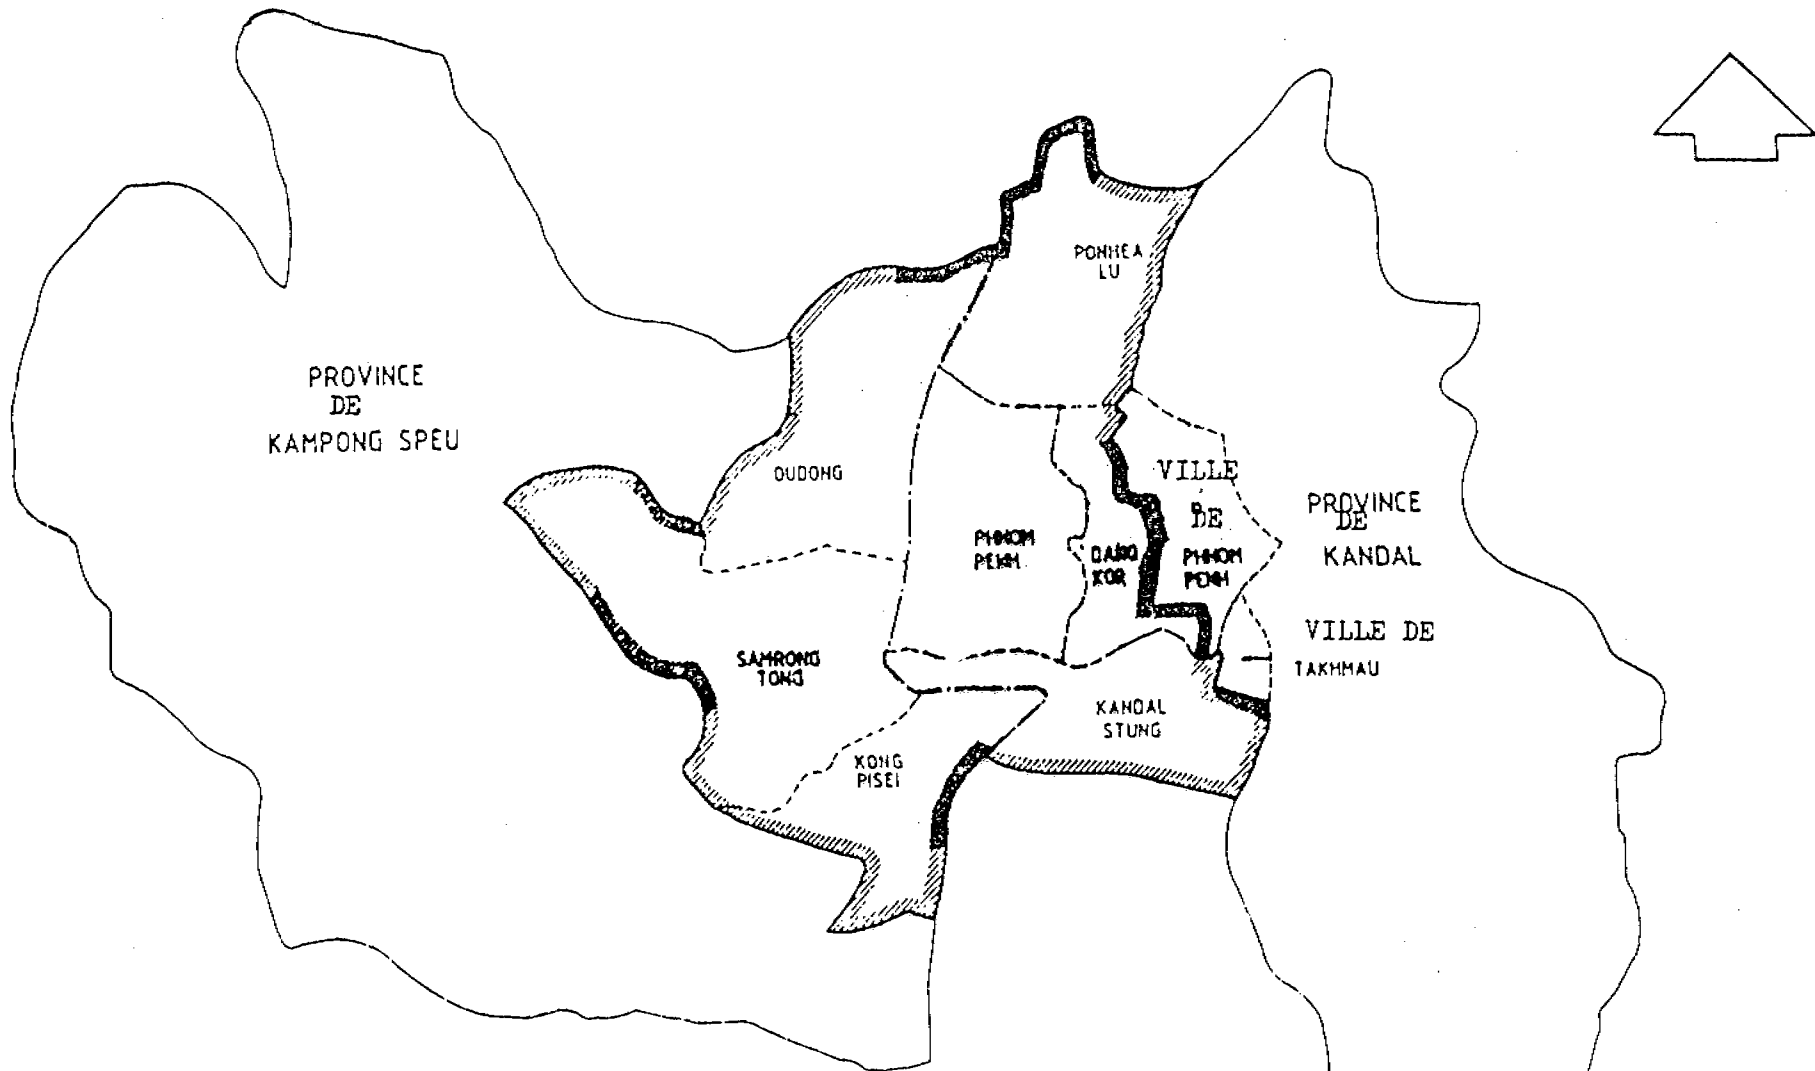 PONHEA
LU
PROVINCE
DE
KAMPONG SPEU
OUDONG
VILLE
DE
PHNOM
PENH
PROVINCE
DE
KANDAL
PHNOM
PENH
DANG
KOR
VILLE DE
TAKHMAU
SAMRONG
TONG
KANDAL
STUNG
KONG
PISEI